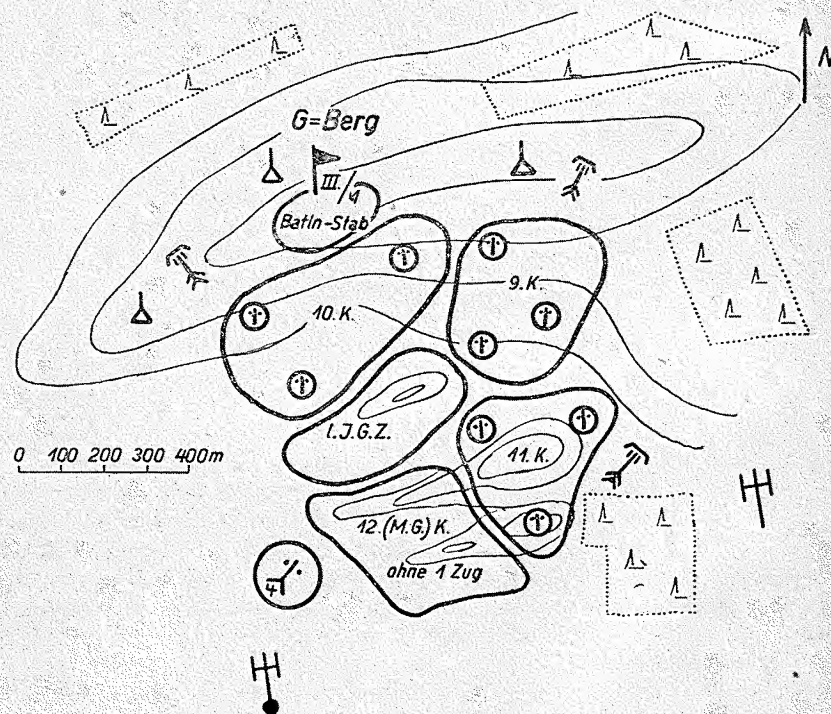 N
G=Berg
III./
Batln-Stab
9. K.
10. K.
l. J. G. Z.
11. K.
0 100 200 300 400m
12. (M.G.) K.
ohne 1 Zug
4